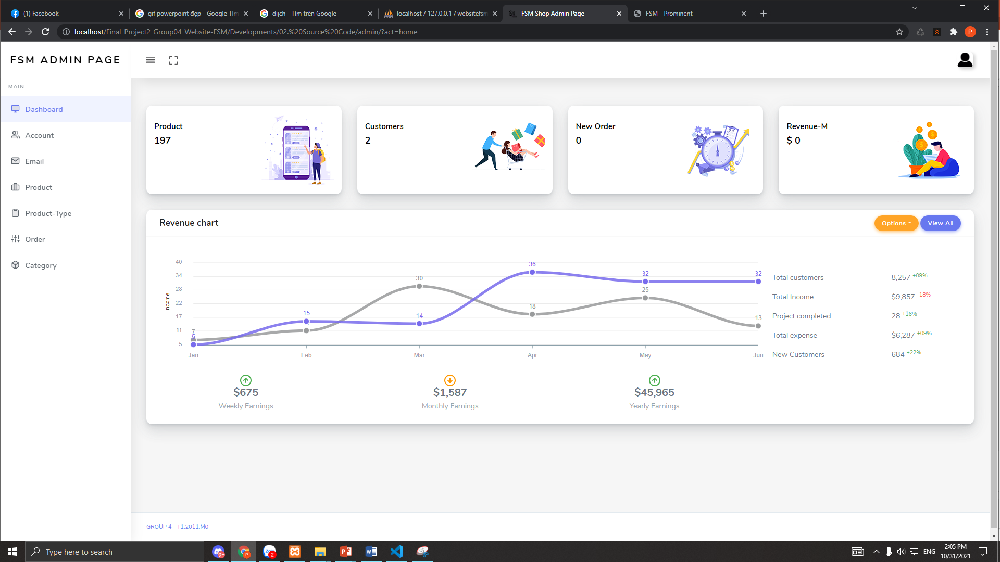 (1) Facebook
gif powerpoint đẹp - Google Tìm
diịch - Tìm trên Google
localhost / 127.0.0.1 / websitefsm
FSM Shop Admin Page
FSM - Prominent
localhost/Final_Project2_Group04_Website-FSM/Developments/02.%20Source%20Code/admin/?act=home
P
FSM ADMIN PAGE
MAIN
Dashboard
Account
Email
Product
Product-Type
Order
Category
Product
197
Customers
2
New Order
0
Revenue-M
$ 0
Revenue chart
Options
View All
Income
40
34
28
22
17
11
5
7
5
15
30
14
36
18
32
25
32
13
Jan
Feb
Mar
Apr
May
Jun
Total customers
8,257 +09%
Total Income
$9,857 -18%
Project completed
28 +16%
Total expense
$6,287 +09%
New Customers
684 +22%
$675
Weekly Earnings
$1,587
Monthly Earnings
$45,965
Yearly Earnings
GROUP 4 - T1.2011.M0
Type here to search
9+
P
2
ENG
2:05 PM
10/31/2021